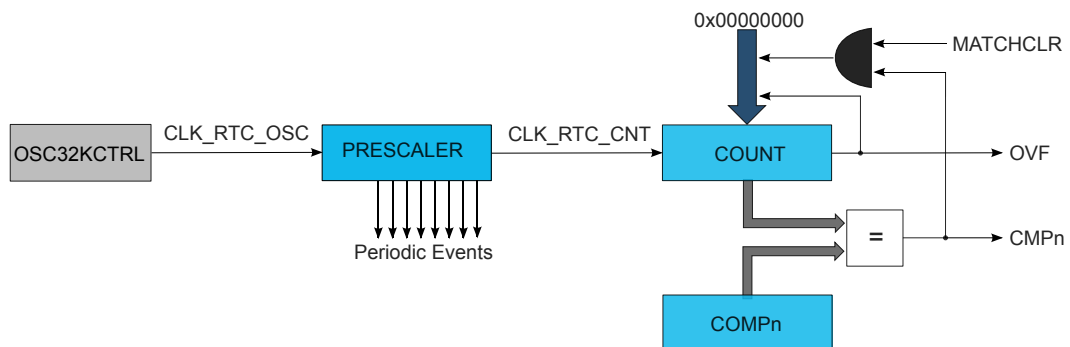 0x00000000
MATCHCLR
OSC32KCTRL
CLK_RTC_OSC
PRESCALER
CLK_RTC_CNT
COUNT
OVF
Periodic Events
=
CMPn
COMPn